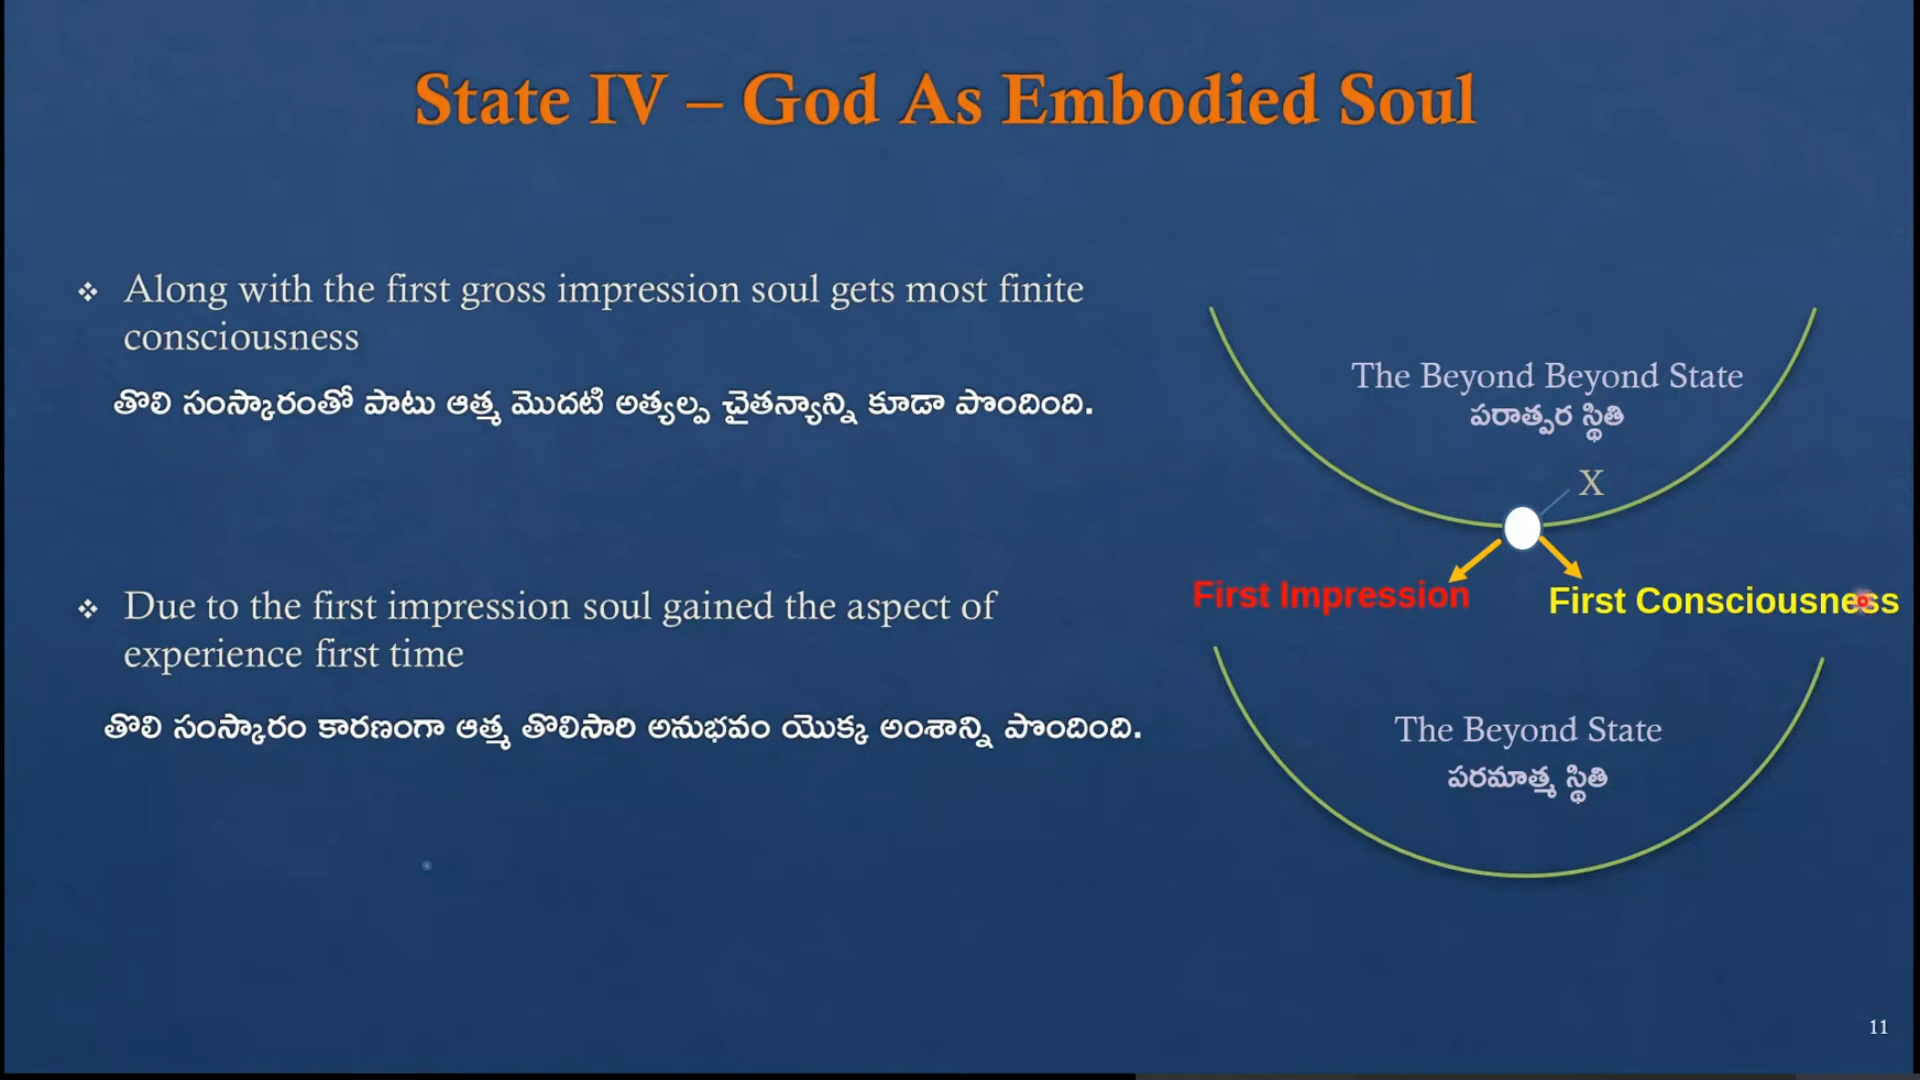 State IV – God As Embodied Soul
❖ Along with the first gross impression soul gets most finite
consciousness
తొలి సంస్కారంతో పాటు ఆత్మ మొదటి అత్యల్ప చైతన్యాన్ని కూడా పొందింది.
❖ Due to the first impression soul gained the aspect of
experience first time
తొలి సంస్కారం కారణంగా ఆత్మ తొలిసారి అనుభవం యొక్క అంశాన్ని పొందింది.
The Beyond Beyond State
పరాత్పర స్థితి
X
First Impression
First Consciousness
The Beyond State
పరమాత్మ స్థితి
11